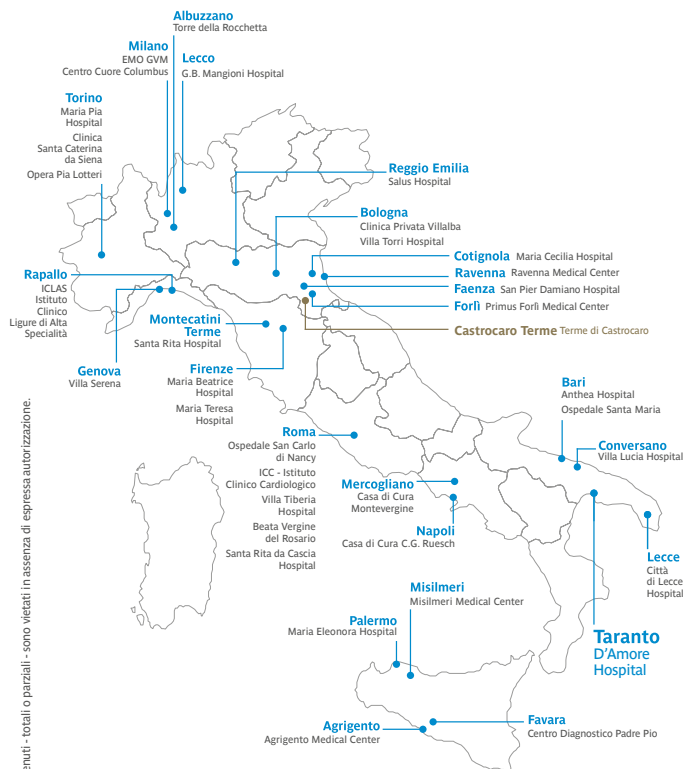 Albuzzano
Torre della Rocchetta
Milano
EMO GVM
Centro Cuore Columbus
Lecco
G.B. Mangioni Hospital
Torino
Maria Pia
Hospital
Clinica
Santa Caterina
da Siena
Opera Pia Lotteri
Reggio Emilia
Salus Hospital
Bologna
Clinica Privata Villalba
Villa Torri Hospital
Cotignola Maria Cecilia Hospital
Ravenna Ravenna Medical Center
Faenza San Pier Damiano Hospital
Forlì Primus Forlì Medical Center
Castrocaro Terme Terme di Castrocaro
Rapallo
ICLAS
Istituto
Clinico
Ligure di Alta
Specialità
Genova
Villa Serena
Montecatini
Terme
Santa Rita Hospital
Firenze
Maria Beatrice
Hospital
Maria Teresa
Hospital
Roma
Ospedale San Carlo
di Nancy
ICC - Istituto
Clinico Cardiologico
Villa Tiberia
Hospital
Beata Vergine
del Rosario
Santa Rita da Cascia
Hospital
Mercogliano
Casa di Cura
Montevergine
Napoli
Casa di Cura C.G. Ruesch
Bari
Anthea Hospital
Ospedale Santa Maria
Conversano
Villa Lucia Hospital
Lecce
Città
di Lecce
Hospital
Taranto
D'Amore
Hospital
Misilmeri
Misilmeri Medical Center
Palermo
Maria Eleonora Hospital
Agrigento
Agrigento Medical Center
Favara
Centro Diagnostico Padre Pio
enuti - totali o parziali - sono vietati in assenza di espressa autorizzazione.